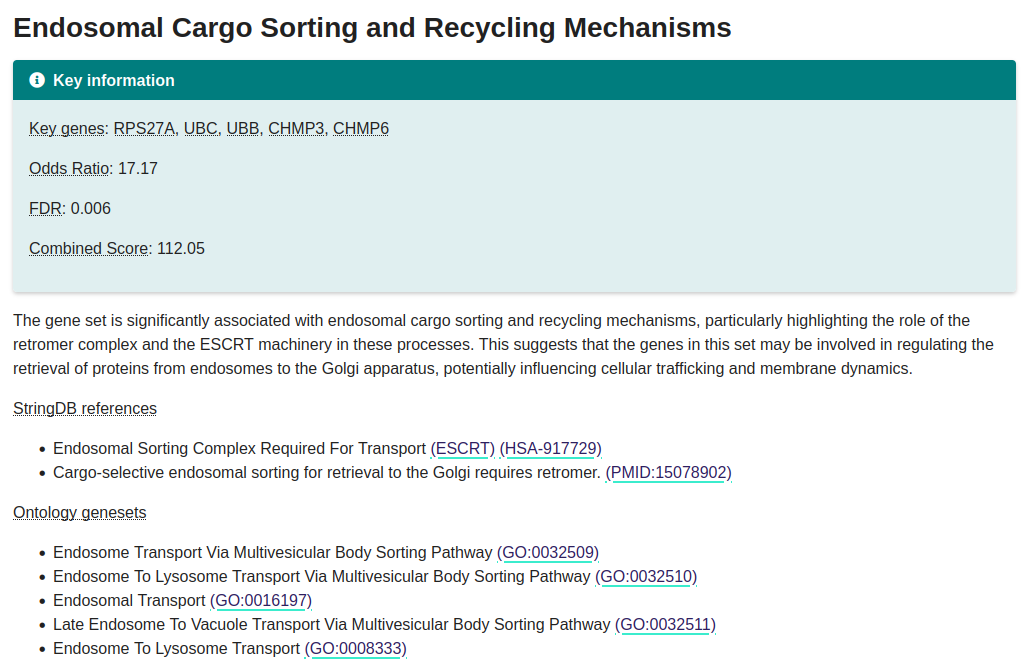 Endosomal Cargo Sorting and Recycling Mechanisms
Key information
Key genes: RPS27A, UBC, UBB, CHMP3, CHMP6
Odds Ratio: 17.17
FDR: 0.006
Combined Score: 112.05
The gene set is significantly associated with endosomal cargo sorting and recycling mechanisms, particularly highlighting the role of the
retromer complex and the ESCRT machinery in these processes. This suggests that the genes in this set may be involved in regulating the
retrieval of proteins from endosomes to the Golgi apparatus, potentially influencing cellular trafficking and membrane dynamics.
StringDB references
• Endosomal Sorting Complex Required For Transport (ESCRT) (HSA-917729)
• Cargo-selective endosomal sorting for retrieval to the Golgi requires retromer. (PMID:15078902)
Ontology genesets
• Endosome Transport Via Multivesicular Body Sorting Pathway (GO:0032509)
• Endosome To Lysosome Transport Via Multivesicular Body Sorting Pathway (GO:0032510)
• Endosomal Transport (GO:0016197)
• Late Endosome To Vacuole Transport Via Multivesicular Body Sorting Pathway (GO:0032511)
• Endosome To Lysosome Transport (GO:0008333)